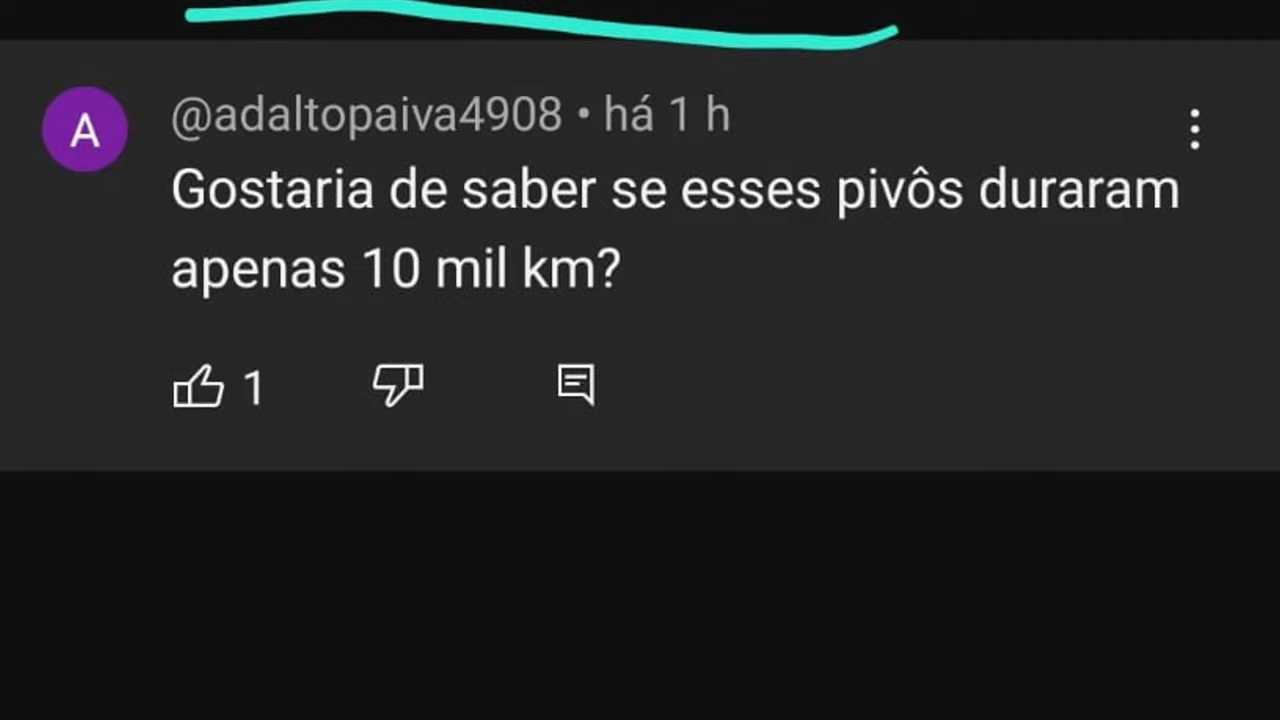 A
@adaltopaiva4908 • há 1 h
Gostaria de saber se esses pivôs duraram
apenas 10 mil km?
1